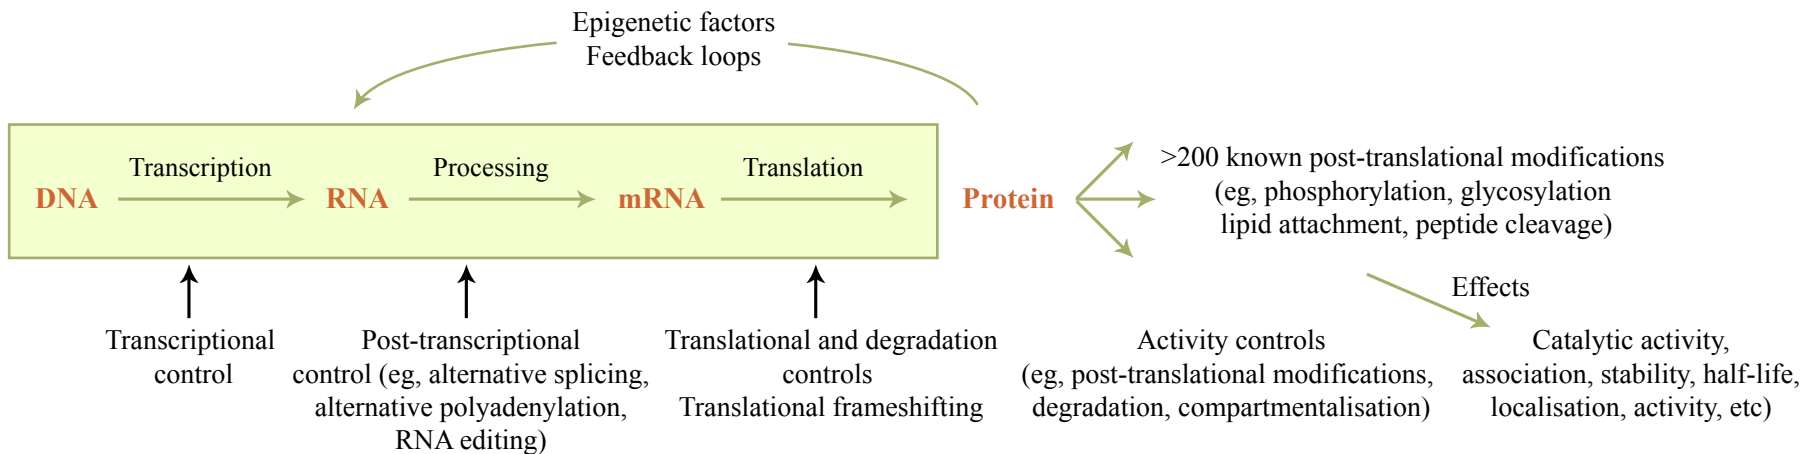 Epigenetic factors
Feedback loops
Transcription
Processing
Translation
DNA
RNA
mRNA
Protein
>200 known post-translational modifications
(eg, phosphorylation, glycosylation
lipid attachment, peptide cleavage)
Effects
Transcriptional
control
Post-transcriptional
control (eg, alternative splicing,
alternative polyadenylation,
RNA editing)
Translational and degradation
controls
Translational frameshifting
Activity controls
(eg, post-translational modifications,
degradation, compartmentalisation)
Catalytic activity,
association, stability, half-life,
localisation, activity, etc)